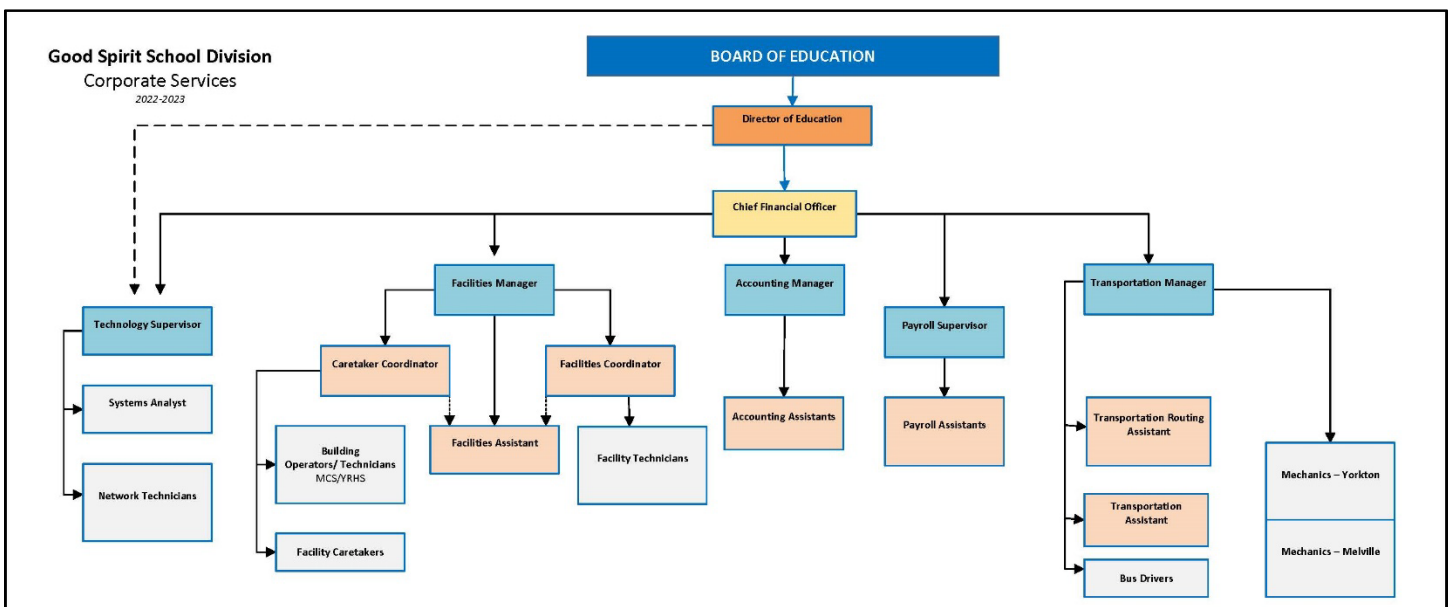 Good Spirit School Division
Corporate Services
2022-2023
BOARD OF EDUCATION
Director of Education
Chief Financial Officer
Facilities Manager
Accounting Manager
Transportation Manager
Technology Supervisor
Payroll Supervisor
Caretaker Coordinator
Facilities Coordinator
Systems Analyst
Accounting Assistants
Payroll Assistants
Transportation Routing
Assistant
Building
Operators/ Technicians
MCS/YRHS
Facilities Assistant
Facility Technicians
Network Technicians
Mechanics – Yorkton
Transportation
Assistant
Facility Caretakers
Mechanics – Melville
Bus Drivers